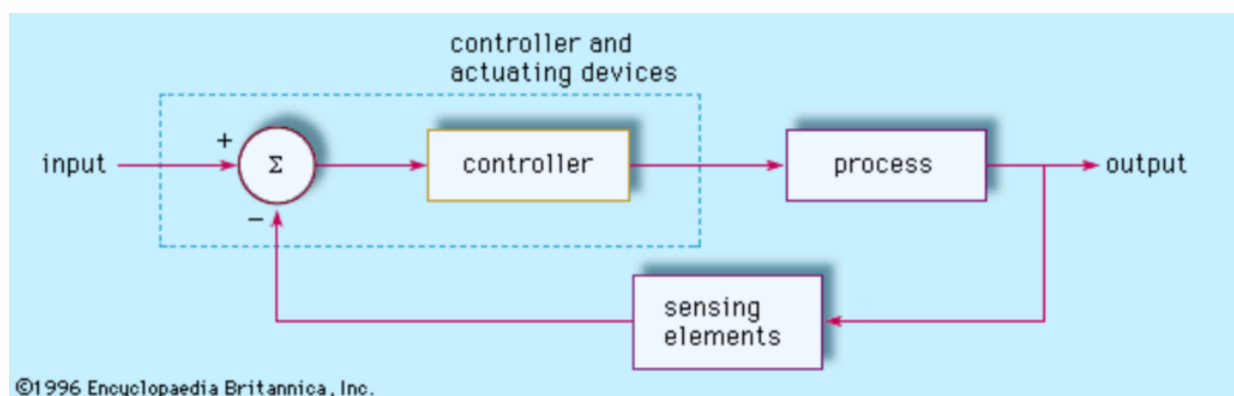 controller and
actuating devices
+
input
Σ
controller
process
output
−
sensing
elements
©1996 Encyclopaedia Britannica, Inc.